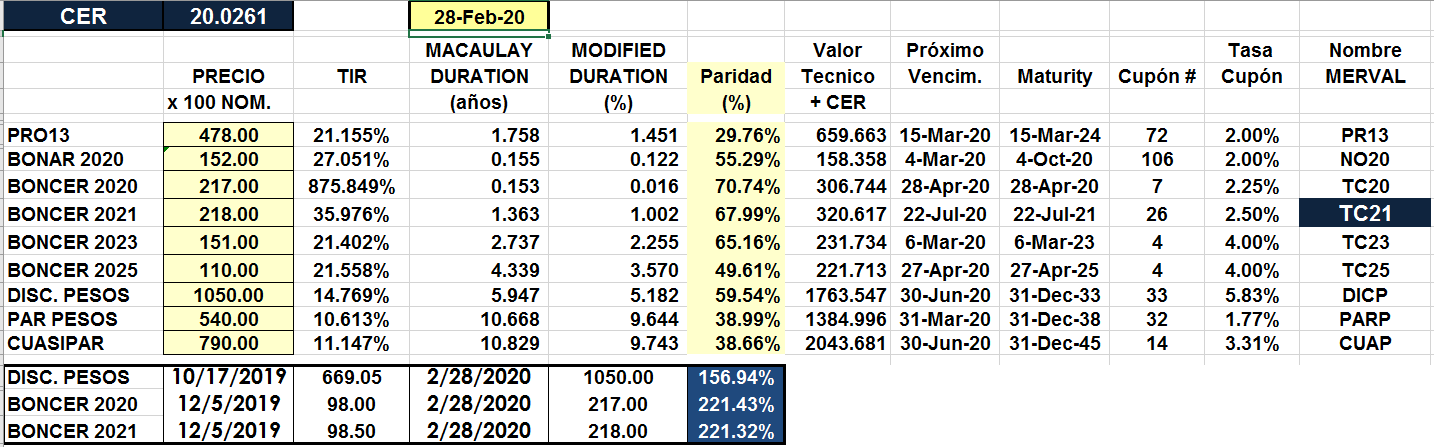 CER 20.0261 28-Feb-20
MACAULAY MODIFIED Valor Próximo Tasa Nombre
PRECIO TIR DURATION DURATION Paridad Tecnico Vencim. Maturity Cupón # Cupón MERVAL
x 100 NOM. (años) (%) (%) + CER
PRO13 478.00 21.155% 1.758 1.451 29.76% 659.663 15-Mar-20 15-Mar-24 72 2.00% PR13
BONAR 2020 152.00 27.051% 0.155 0.122 55.29% 158.358 4-Mar-20 4-Oct-20 106 2.00% NO20
BONCER 2020 217.00 875.849% 0.153 0.016 70.74% 306.744 28-Apr-20 28-Apr-20 7 2.25% TC20
BONCER 2021 218.00 35.976% 1.363 1.002 67.99% 320.617 22-Jul-20 22-Jul-21 26 2.50% TC21
BONCER 2023 151.00 21.402% 2.737 2.255 65.16% 231.734 6-Mar-20 6-Mar-23 4 4.00% TC23
BONCER 2025 110.00 21.558% 4.339 3.570 49.61% 221.713 27-Apr-20 27-Apr-25 4 4.00% TC25
DISC. PESOS 1050.00 14.769% 5.947 5.182 59.54% 1763.547 30-Jun-20 31-Dec-33 33 5.83% DICP
PAR PESOS 540.00 10.613% 10.668 9.644 38.99% 1384.996 31-Mar-20 31-Dec-38 32 1.77% PARP
CUASIPAR 790.00 11.147% 10.829 9.743 38.66% 2043.681 30-Jun-20 31-Dec-45 14 3.31% CUAP
DISC. PESOS 10/17/2019 669.05 2/28/2020 1050.00 156.94%
BONCER 2020 12/5/2019 98.00 2/28/2020 217.00 221.43%
BONCER 2021 12/5/2019 98.50 2/28/2020 218.00 221.32%